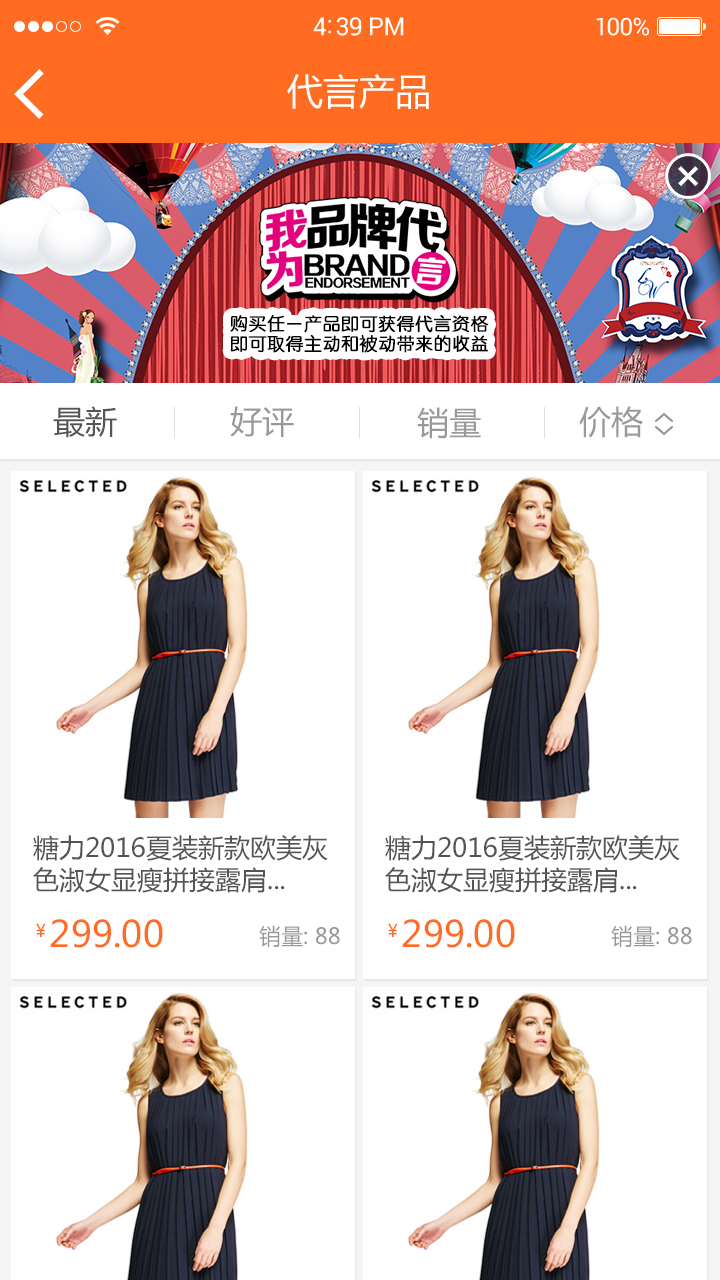 4:39 PM
100%
代言产品
我品牌代
为BRAND言
ENDORSEMENT
购买任一产品即可获得代言资格
即可取得主动和被动带来的收益
最新
好评
销量
价格
SELECTED
SELECTED
糖力2016夏装新款欧美灰
色淑女显瘦拼接露肩...
¥299.00
销量: 88
糖力2016夏装新款欧美灰
色淑女显瘦拼接露肩...
¥299.00
销量: 88
SELECTED
SELECTED